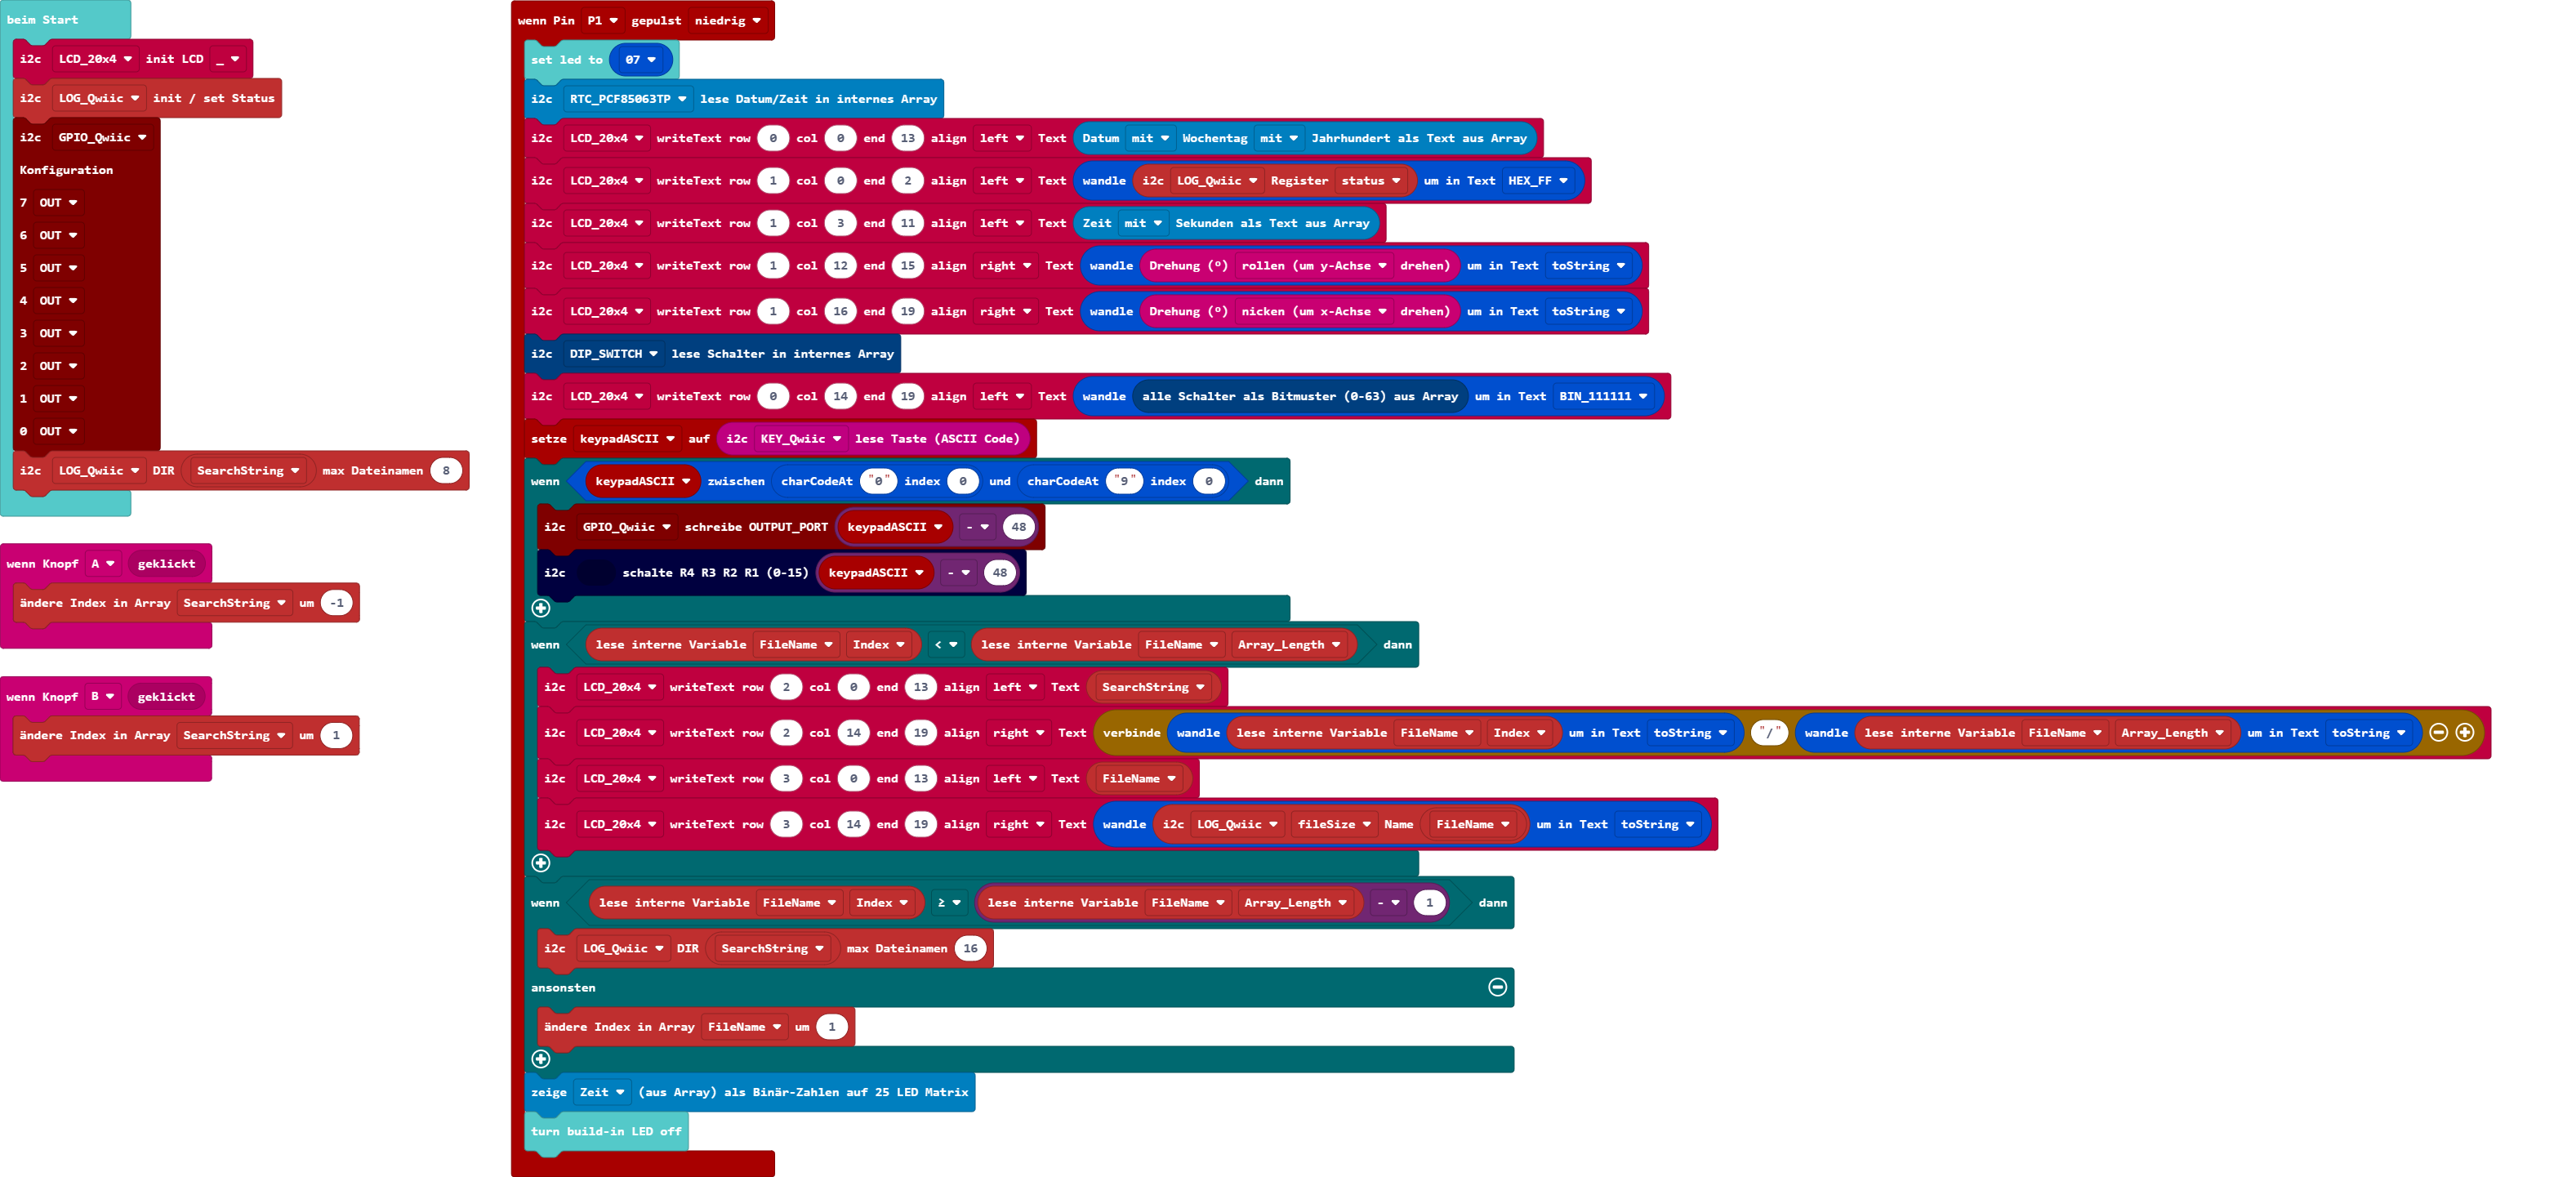 beim Start
i2c LCD_20x4 init LCD _
i2c LOG_Qwiic init / set Status
i2c GPIO_Qwiic
Konfiguration
7 OUT
6 OUT
5 OUT
4 OUT
3 OUT
2 OUT
1 OUT
0 OUT
i2c LOG_Qwiic DIR SearchString max Dateinamen 8
wenn Knopf A geklickt
ändere Index in Array SearchString um -1
wenn Knopf B geklickt
ändere Index in Array SearchString um 1
wenn Pin P1 gepulst niedrig
set led to 07
i2c RTC_PCF85063TP lese Datum/Zeit in internes Array
i2c LCD_20x4 writeText row 0 col 0 end 13 align left Text Datum mit Wochentag mit Jahrhundert als Text aus Array
i2c LCD_20x4 writeText row 1 col 0 end 2 align left Text wandle i2c LOG_Qwiic Register status um in Text HEX_FF
i2c LCD_20x4 writeText row 1 col 3 end 11 align left Text Zeit mit Sekunden als Text aus Array
i2c LCD_20x4 writeText row 1 col 12 end 15 align right Text wandle Drehung (°) rollen (um y-Achse drehen) um in Text toString
i2c LCD_20x4 writeText row 1 col 16 end 19 align right Text wandle Drehung (°) nicken (um x-Achse drehen) um in Text toString
i2c DIP_SWITCH lese Schalter in internes Array
i2c LCD_20x4 writeText row 0 col 14 end 19 align left Text wandle alle Schalter als Bitmuster (0-63) aus Array um in Text BIN_111111
setze keypadASCII auf i2c KEY_Qwiic lese Taste (ASCII Code)
wenn keypadASCII zwischen charCodeAt "0" index 0 und charCodeAt "9" index 0 dann
i2c GPIO_Qwiic schreibe OUTPUT_PORT keypadASCII - 48
i2c schalte R4 R3 R2 R1 (0-15) keypadASCII - 48
wenn lese interne Variable FileName Index < lese interne Variable FileName Array_Length dann
i2c LCD_20x4 writeText row 2 col 0 end 13 align left Text SearchString
i2c LCD_20x4 writeText row 2 col 14 end 19 align right Text verbinde wandle lese interne Variable FileName Index um in Text toString "/" wandle lese interne Variable FileName Array_Length um in Text toString
i2c LCD_20x4 writeText row 3 col 0 end 13 align left Text FileName
i2c LCD_20x4 writeText row 3 col 14 end 19 align right Text wandle i2c LOG_Qwiic fileSize Name FileName um in Text toString
wenn lese interne Variable FileName Index ≥ lese interne Variable FileName Array_Length - 1 dann
i2c LOG_Qwiic DIR SearchString max Dateinamen 16
ansonsten
ändere Index in Array FileName um 1
zeige Zeit (aus Array) als Binär-Zahlen auf 25 LED Matrix
turn build-in LED off